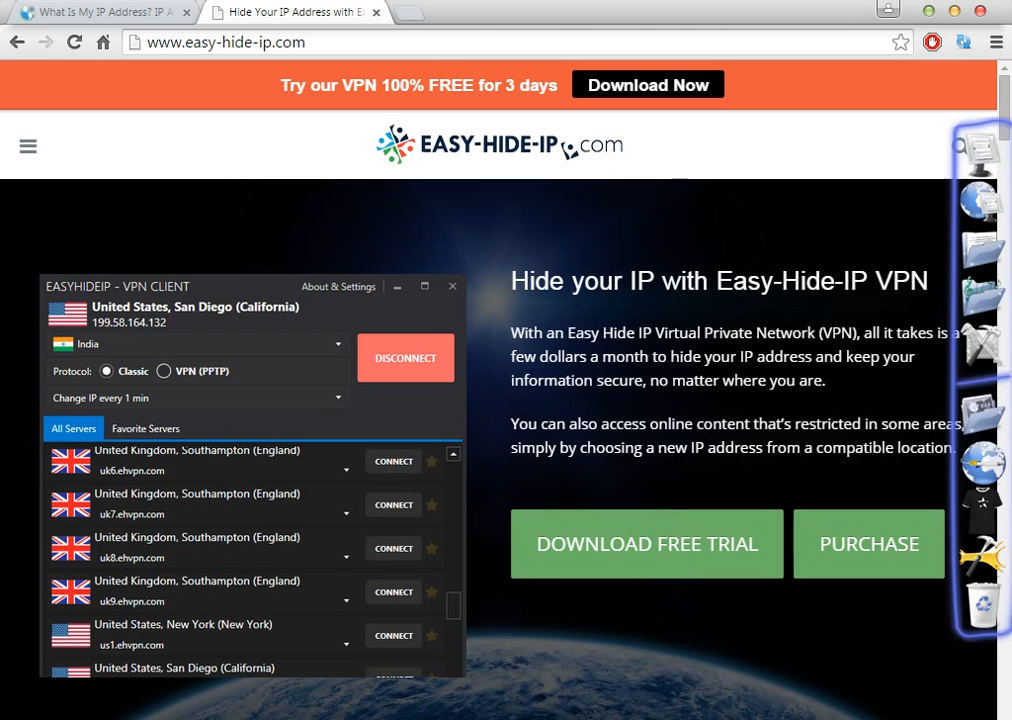 What Is My IP Address? IP A
Hide Your IP Address with E
www.easy-hide-ip.com
Try our VPN 100% FREE for 3 days
Download Now
EASY-HIDE-IP.com
EASYHIDEIP - VPN CLIENT
About & Settings
United States, San Diego (California)
199.58.164.132
India
DISCONNECT
Protocol: Classic VPN (PPTP)
Change IP every 1 min
All Servers Favorite Servers
United Kingdom, Southampton (England)
uk6.ehvpn.com
CONNECT
United Kingdom, Southampton (England)
uk7.ehvpn.com
CONNECT
United Kingdom, Southampton (England)
uk8.ehvpn.com
CONNECT
United Kingdom, Southampton (England)
uk9.ehvpn.com
CONNECT
United States, New York (New York)
us1.ehvpn.com
CONNECT
United States, San Diego (California)
Hide your IP with Easy-Hide-IP VPN
With an Easy Hide IP Virtual Private Network (VPN), all it takes is a
few dollars a month to hide your IP address and keep your
information secure, no matter where you are.
You can also access online content that's restricted in some areas,
simply by choosing a new IP address from a compatible location.
DOWNLOAD FREE TRIAL
PURCHASE